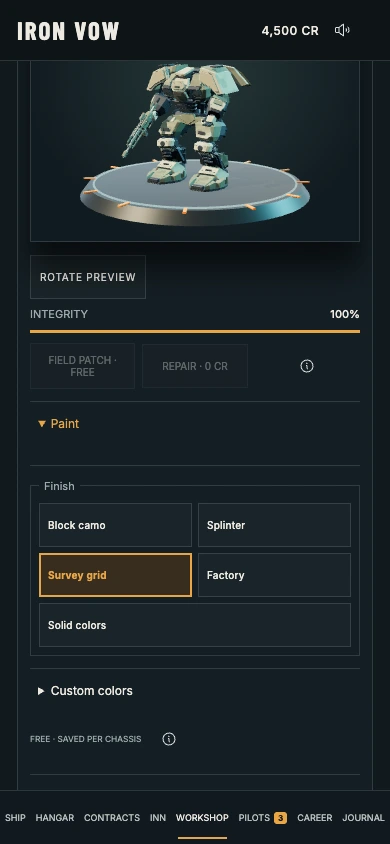 IRON VOW
4,500 CR
ROTATE PREVIEW
INTEGRITY 100%
FIELD PATCH ·
FREE
REPAIR · 0 CR
Paint
Finish
Block camo
Splinter
Survey grid
Factory
Solid colors
Custom colors
FREE · SAVED PER CHASSIS
SHIP HANGAR CONTRACTS INN WORKSHOP PILOTS 3 CAREER JOURNAL